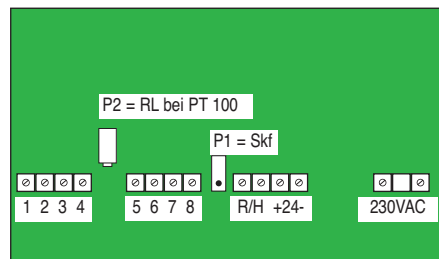 P2 = RL bei PT 100
P1 = Skf
1 2 3 4
5 6 7 8
R/H +24-
230VAC